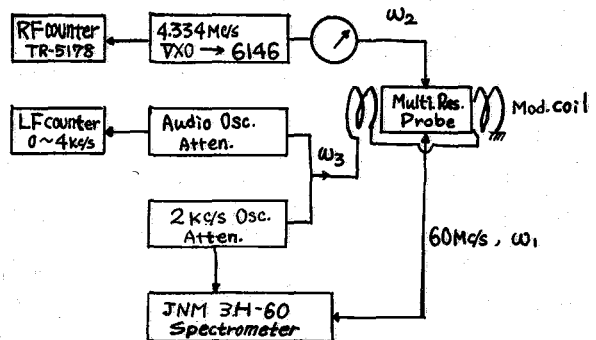 RF counter
TR-5178
4.334 Mc/s
VXO → 6146
ω2
Multi. Res.
Probe
Mod. coil
LF counter
0 ~ 4 Kc/s
Audio Osc.
Atten.
ω3
2 Kc/s Osc.
Atten.
60 Mc/s, ω1
JNM 3H-60
Spectrometer